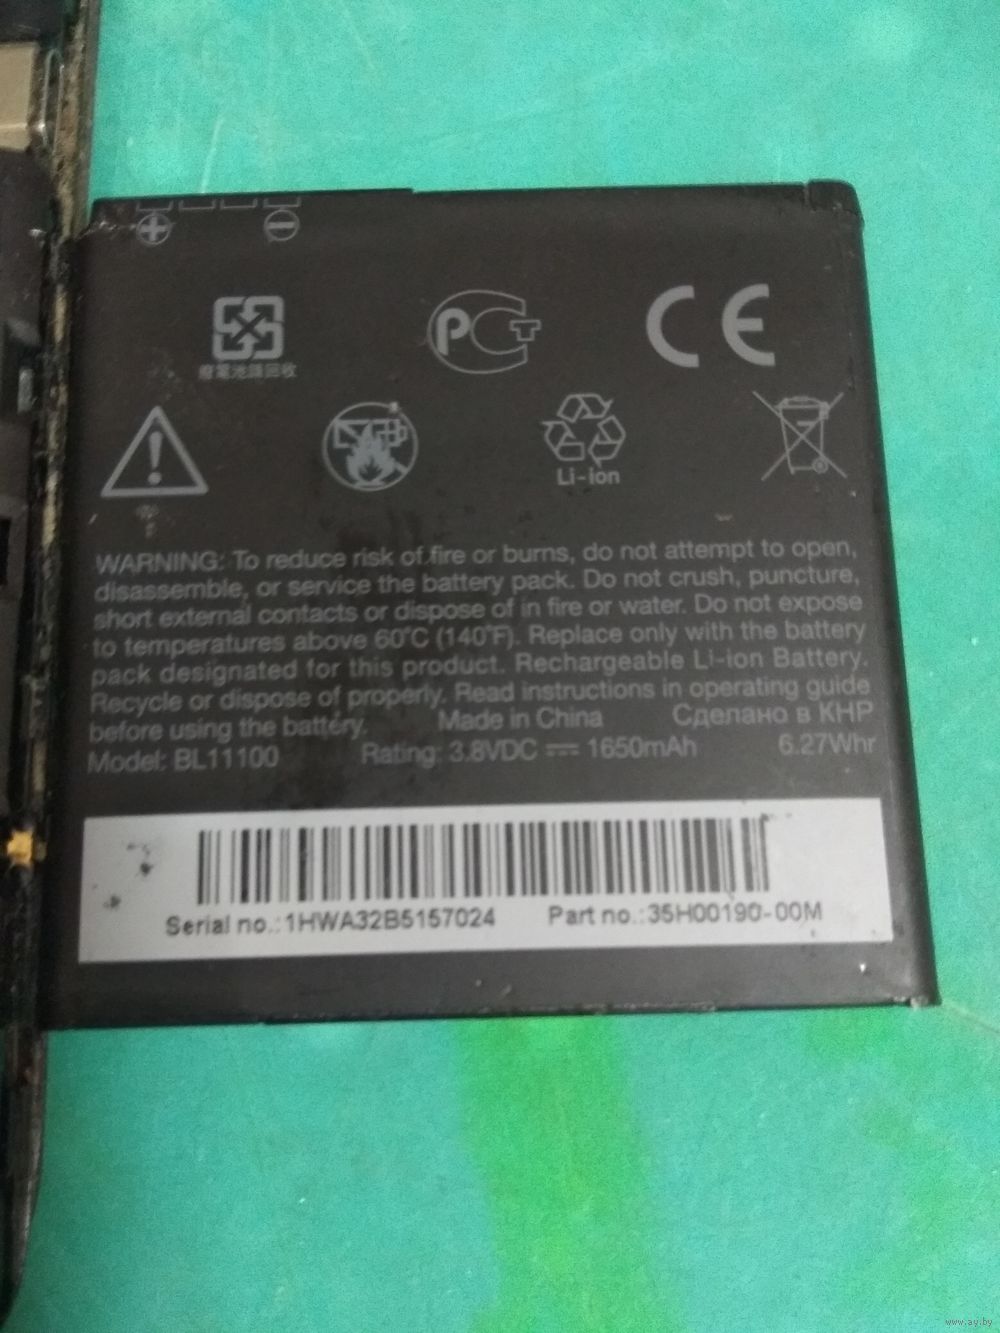 廢電池請回收
PCT
CE
Li-ion
WARNING: To reduce risk of fire or burns, do not attempt to open,
disassemble, or service the battery pack. Do not crush, puncture,
short external contacts or dispose of in fire or water. Do not expose
to temperatures above 60°C (140°F). Replace only with the battery
pack designated for this product. Rechargeable Li-ion Battery.
Recycle or dispose of properly. Read instructions in operating guide
before using the battery. Made in China Сделано в КНР
Model: BL11100 Rating: 3.8VDC ⎓ 1650mAh 6.27Whr
Serial no.:1HWA32B5157024 Part no.:35H00190-00M
www.ay.by